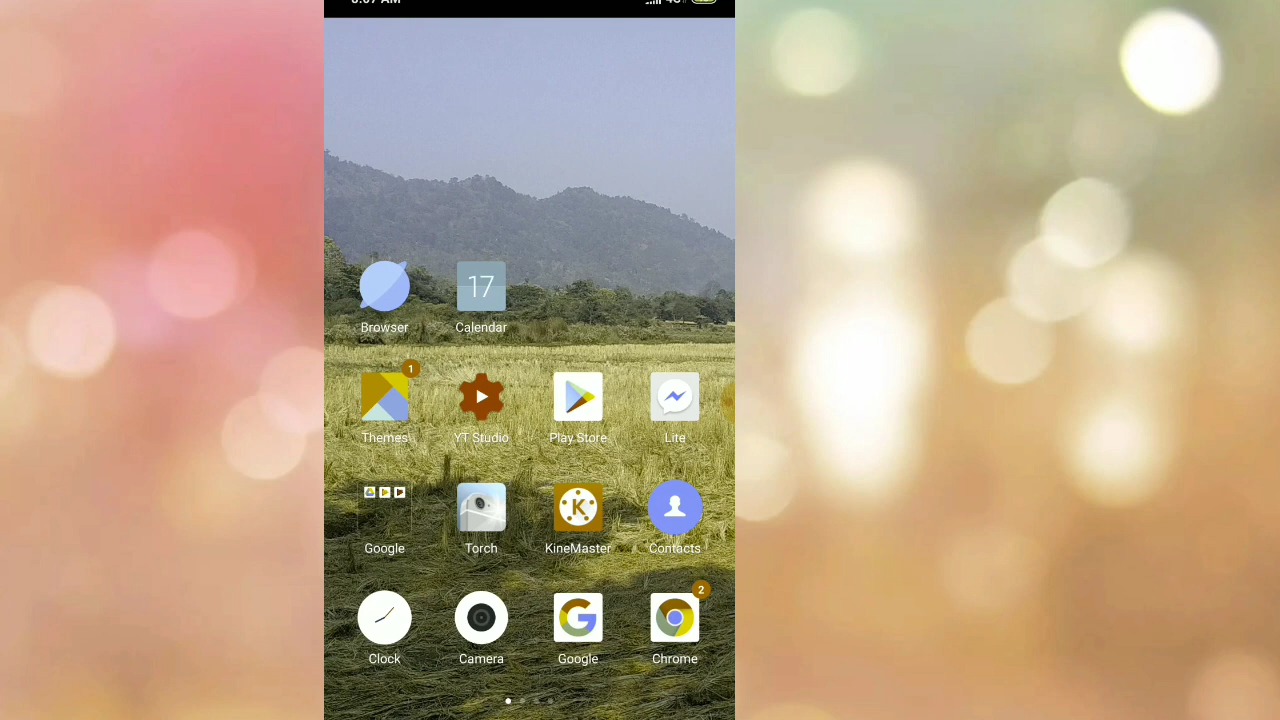 17
Browser Calendar
1
Themes YT Studio Play Store Lite
K
Google Torch KineMaster Contacts
2
G
Clock Camera Google Chrome